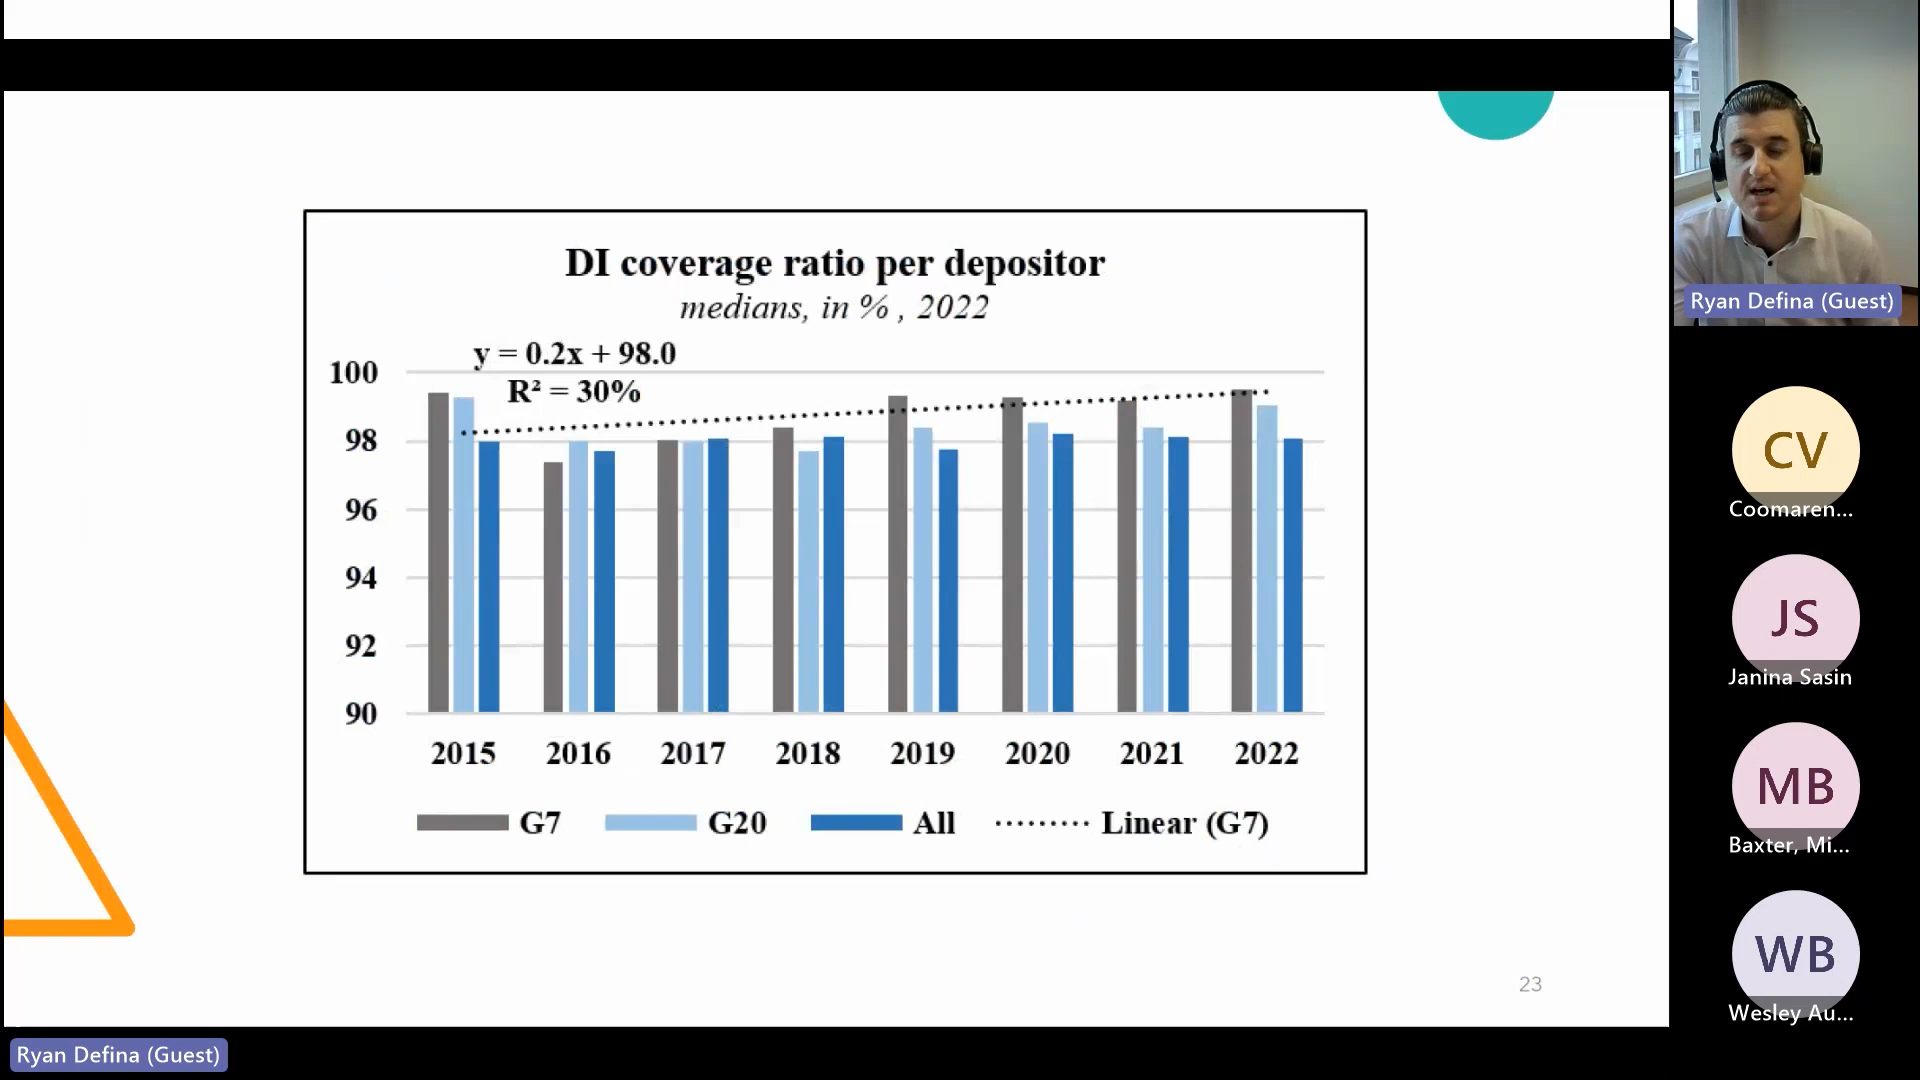 DI coverage ratio per depositor
medians, in % , 2022
y = 0.2x + 98.0
R² = 30%
100
98
96
94
92
90
2015 2016 2017 2018 2019 2020 2021 2022
G7 G20 All Linear (G7)
23
Ryan Defina (Guest)
Ryan Defina (Guest)
CV
Coomaren...
JS
Janina Sasin
MB
Baxter, Mi...
WB
Wesley Au...